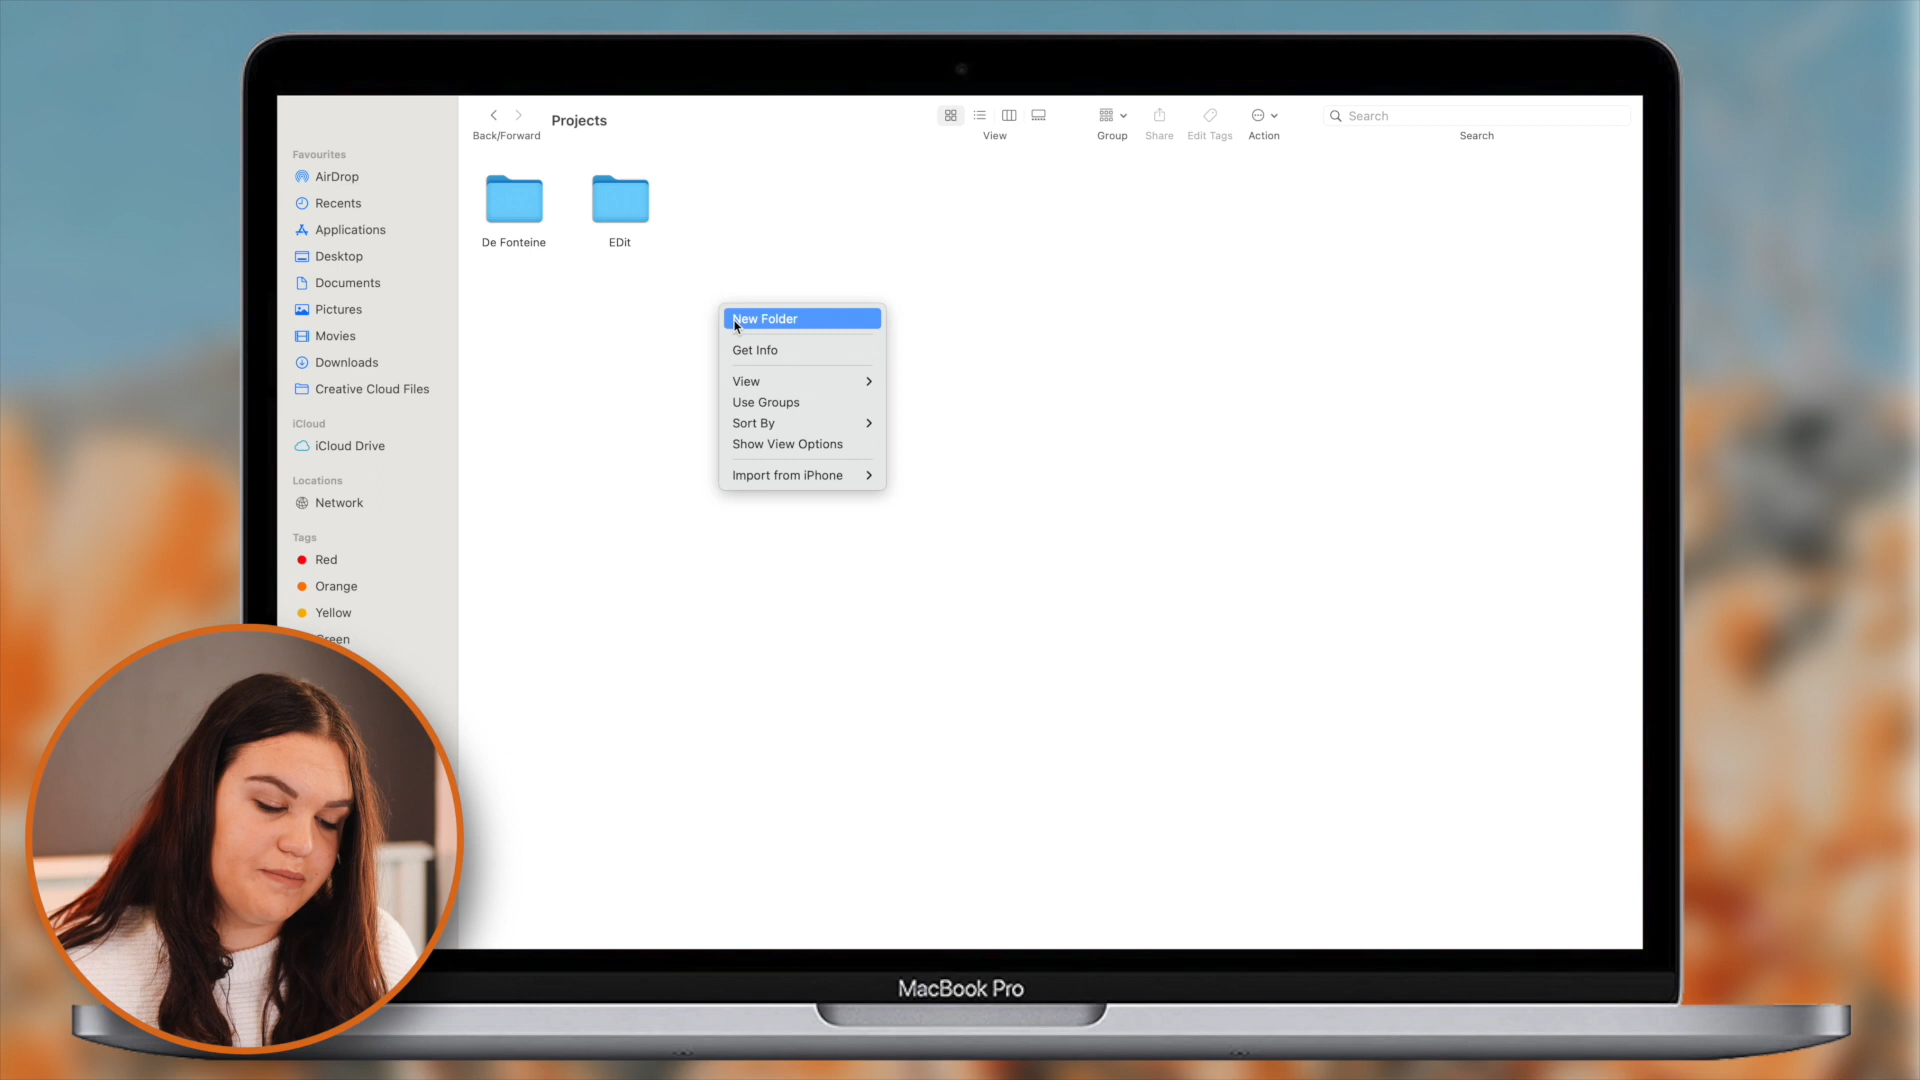 Back/Forward
Projects
View
Group
Share
Edit Tags
Action
Search
Search
Favourites
AirDrop
Recents
Applications
Desktop
Documents
Pictures
Movies
Downloads
Creative Cloud Files
iCloud
iCloud Drive
Locations
Network
Tags
Red
Orange
Yellow
Green
De Fonteine
EDit
New Folder
Get Info
View
Use Groups
Sort By
Show View Options
Import from iPhone
MacBook Pro